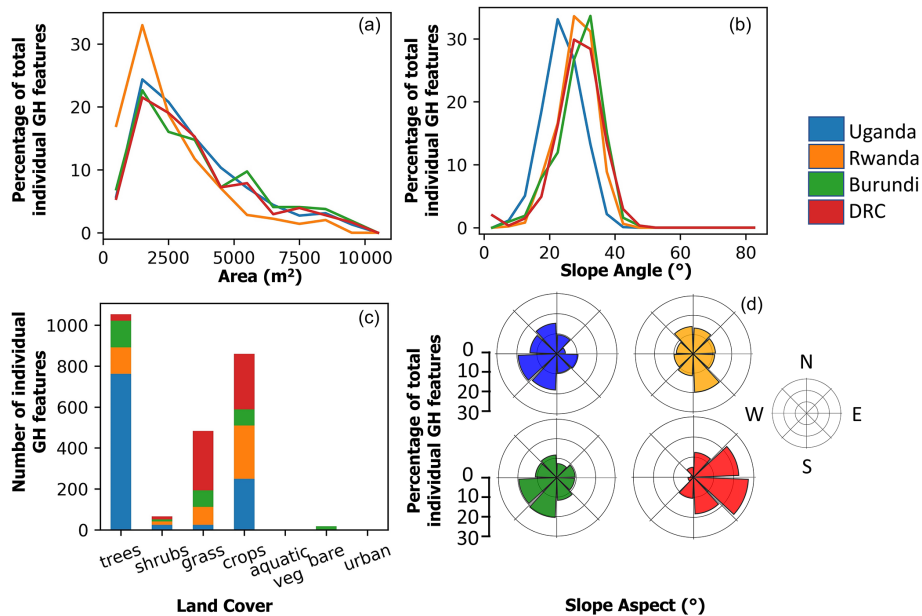 (a)
Percentage of total
individual GH features
30
20
10
0
0
2500
5000
7500
10000
Area (m²)
(b)
Percentage of total
individual GH features
30
20
10
0
0
20
40
60
80
Slope Angle (°)
Uganda
Rwanda
Burundi
DRC
(c)
Number of individual
GH features
1000
800
600
400
200
0
trees
shrubs
grass
crops
aquatic
veg
bare
urban
Land Cover
(d)
Percentage of total
individual GH features
0
10
20
30
0
10
20
30
N
W
E
S
Slope Aspect (°)